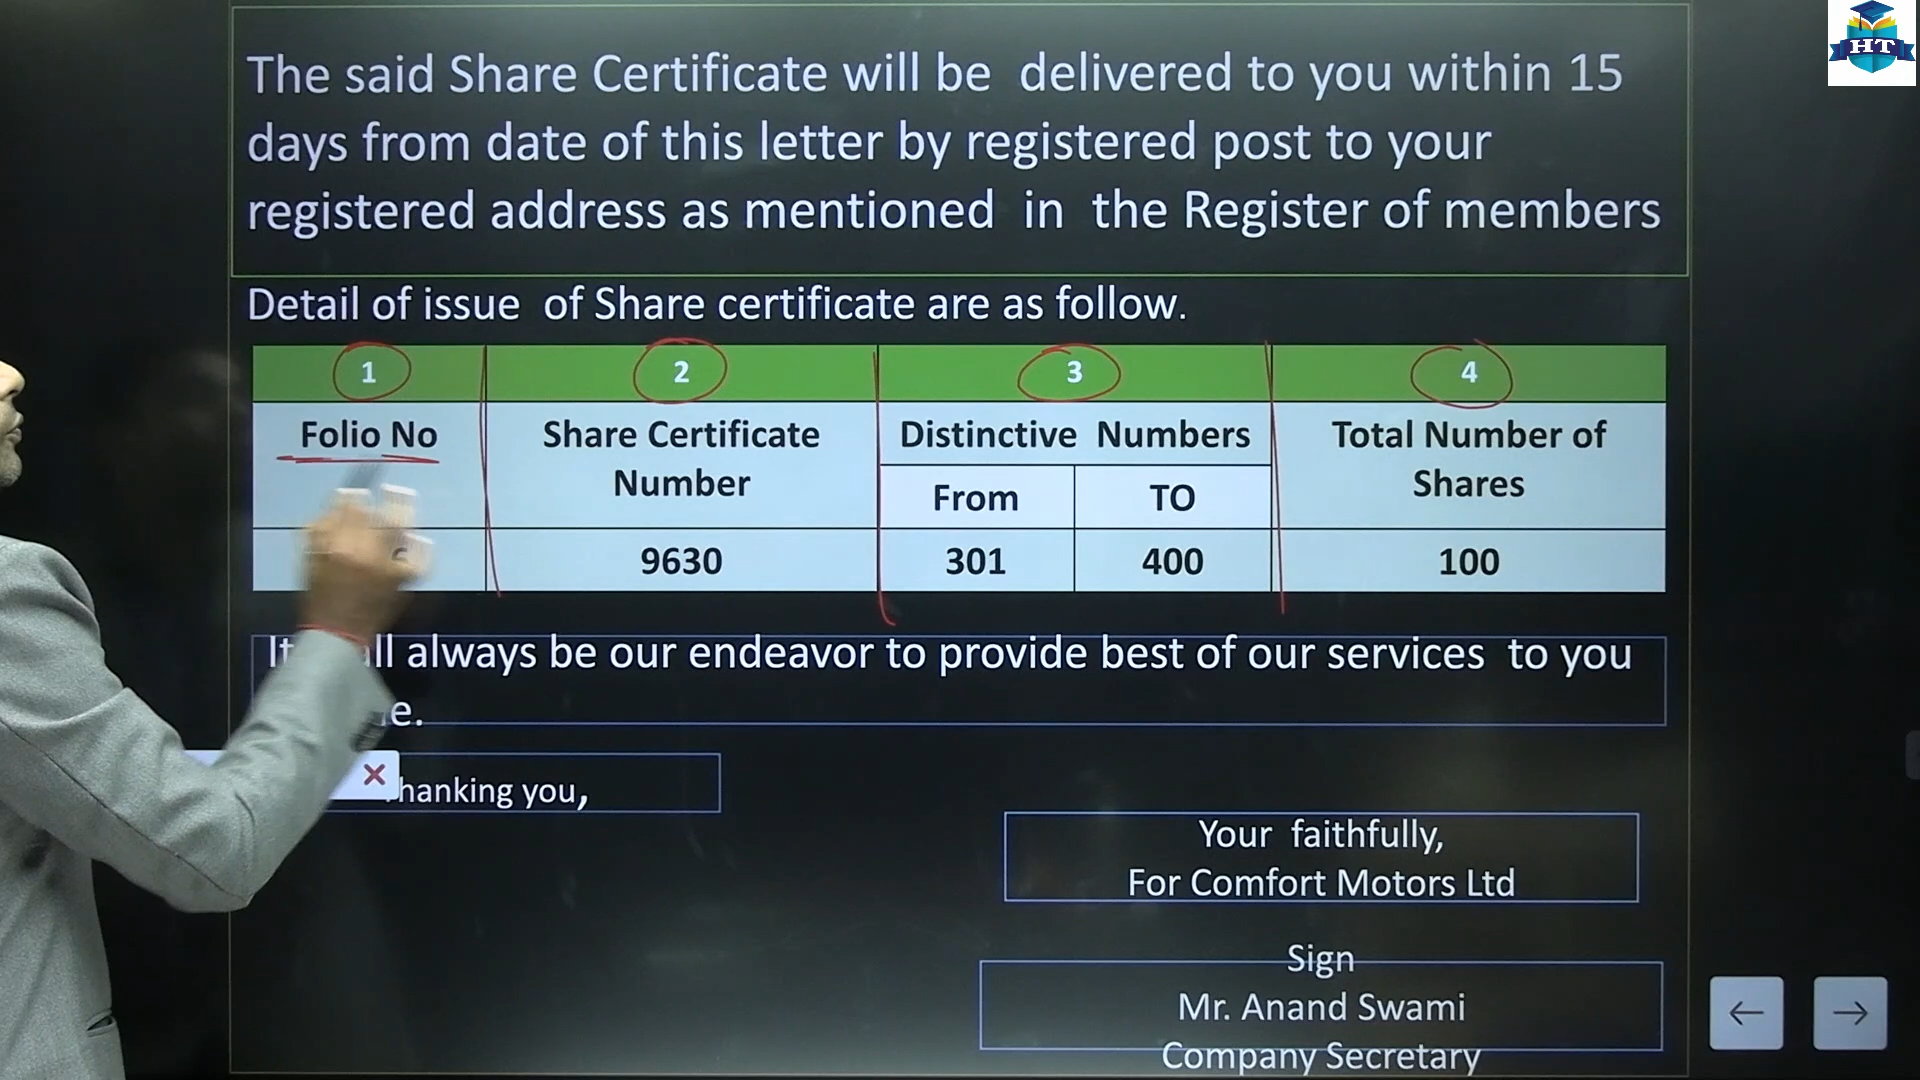 HT
The said Share Certificate will be delivered to you within 15
days from date of this letter by registered post to your
registered address as mentioned in the Register of members
Detail of issue of Share certificate are as follow.
1 2 3 4
Folio No Share Certificate Number Distinctive Numbers Total Number of Shares
From TO
9630 301 400 100
always be our endeavor to provide best of our services to you
hanking you,
Your faithfully,
For Comfort Motors Ltd
Sign
Mr. Anand Swami
Company Secretary